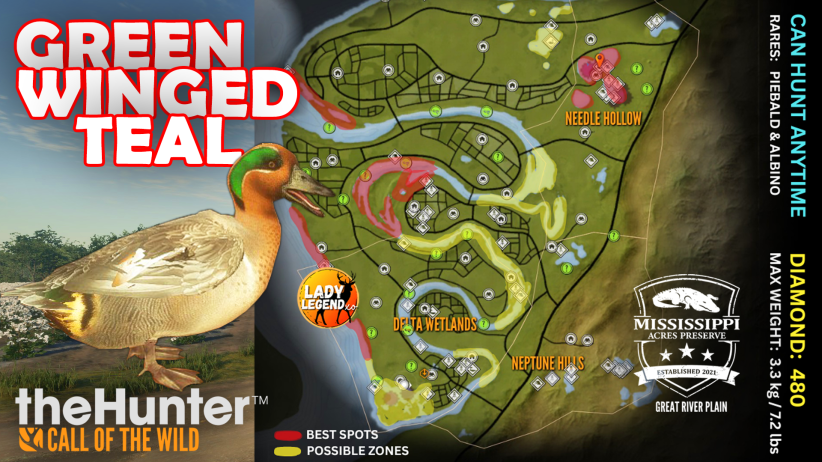 GREEN
WINGED
TEAL
NEEDLE HOLLOW
LADY
LEGEND
DELTA WETLANDS
NEPTUNE HILLS
MISSISSIPPI
ACRES PRESERVE
ESTABLISHED 2021
GREAT RIVER PLAIN
theHunter™
CALL OF THE WILD
BEST SPOTS
POSSIBLE ZONES
CAN HUNT ANYTIME
RARES: PIEBALD & ALBINO
DIAMOND: 480
MAX WEIGHT: 3.3 kg / 7.2 lbs